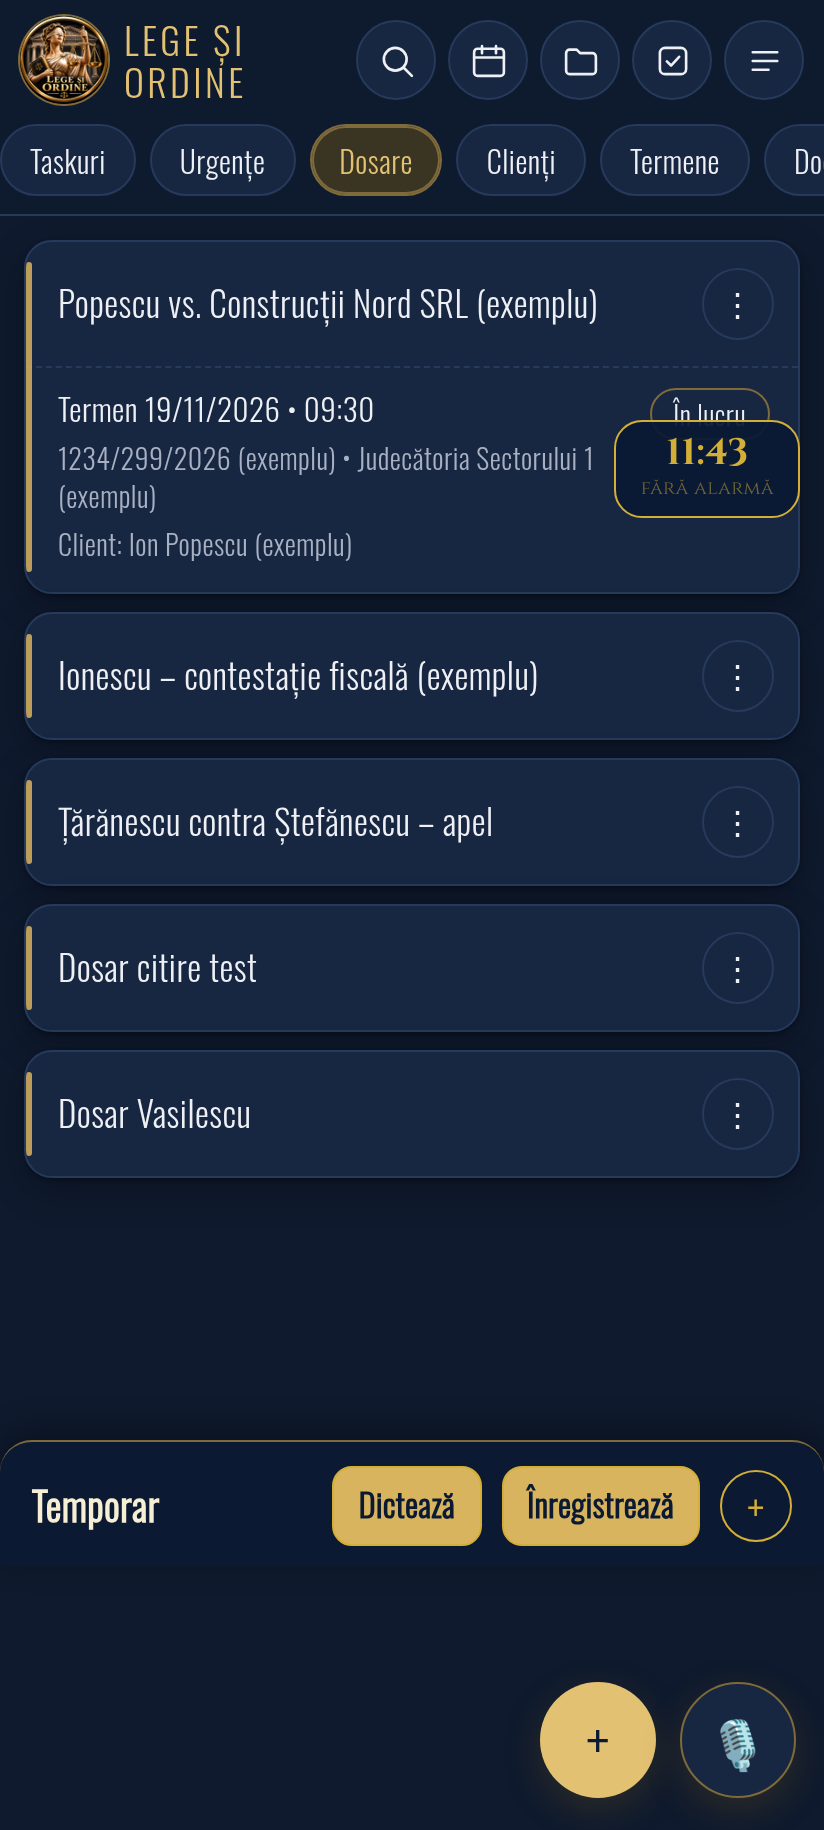 LEGE ȘI
ORDINE
LEGE ȘI
ORDINE
Taskuri
Urgențe
Dosare
Clienți
Termene
Do
Popescu vs. Construcții Nord SRL (exemplu)
Termen 19/11/2026 • 09:30
În lucru
1234/299/2026 (exemplu) • Judecătoria Sectorului 1
(exemplu)
11:43
FĂRĂ ALARMĂ
Client: Ion Popescu (exemplu)
Ionescu – contestație fiscală (exemplu)
Țărănescu contra Ștefănescu – apel
Dosar citire test
Dosar Vasilescu
Temporar
Dictează
Înregistrează
+
+